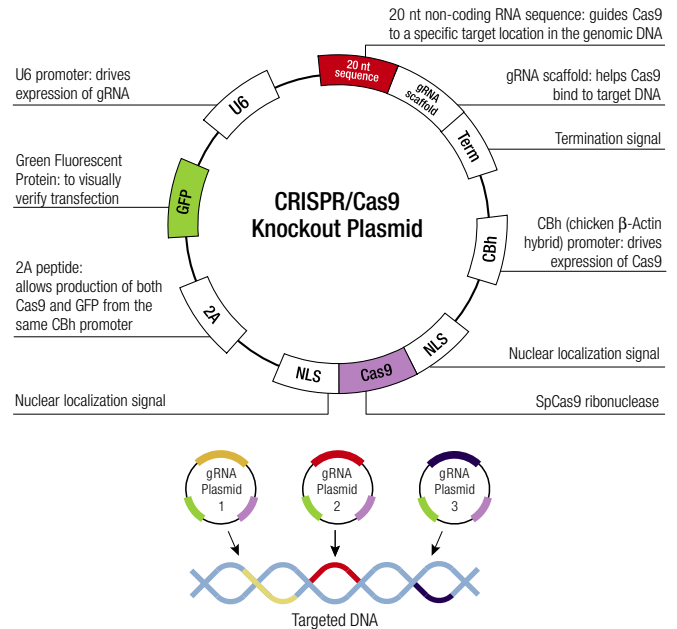 20 nt non-coding RNA sequence: guides Cas9
to a specific target location in the genomic DNA
U6 promoter: drives
expression of gRNA
gRNA scaffold: helps Cas9
bind to target DNA
20 nt
sequence
gRNA
scaffold
Term
U6
Termination signal
Green Fluorescent
Protein: to visually
verify transfection
GFP
CRISPR/Cas9
Knockout Plasmid
CBh
CBh (chicken β-Actin
hybrid) promoter: drives
expression of Cas9
2A peptide:
allows production of both
Cas9 and GFP from the
same CBh promoter
2A
NLS
Cas9
NLS
Nuclear localization signal
Nuclear localization signal
SpCas9 ribonuclease
gRNA
Plasmid
1
gRNA
Plasmid
2
gRNA
Plasmid
3
Targeted DNA